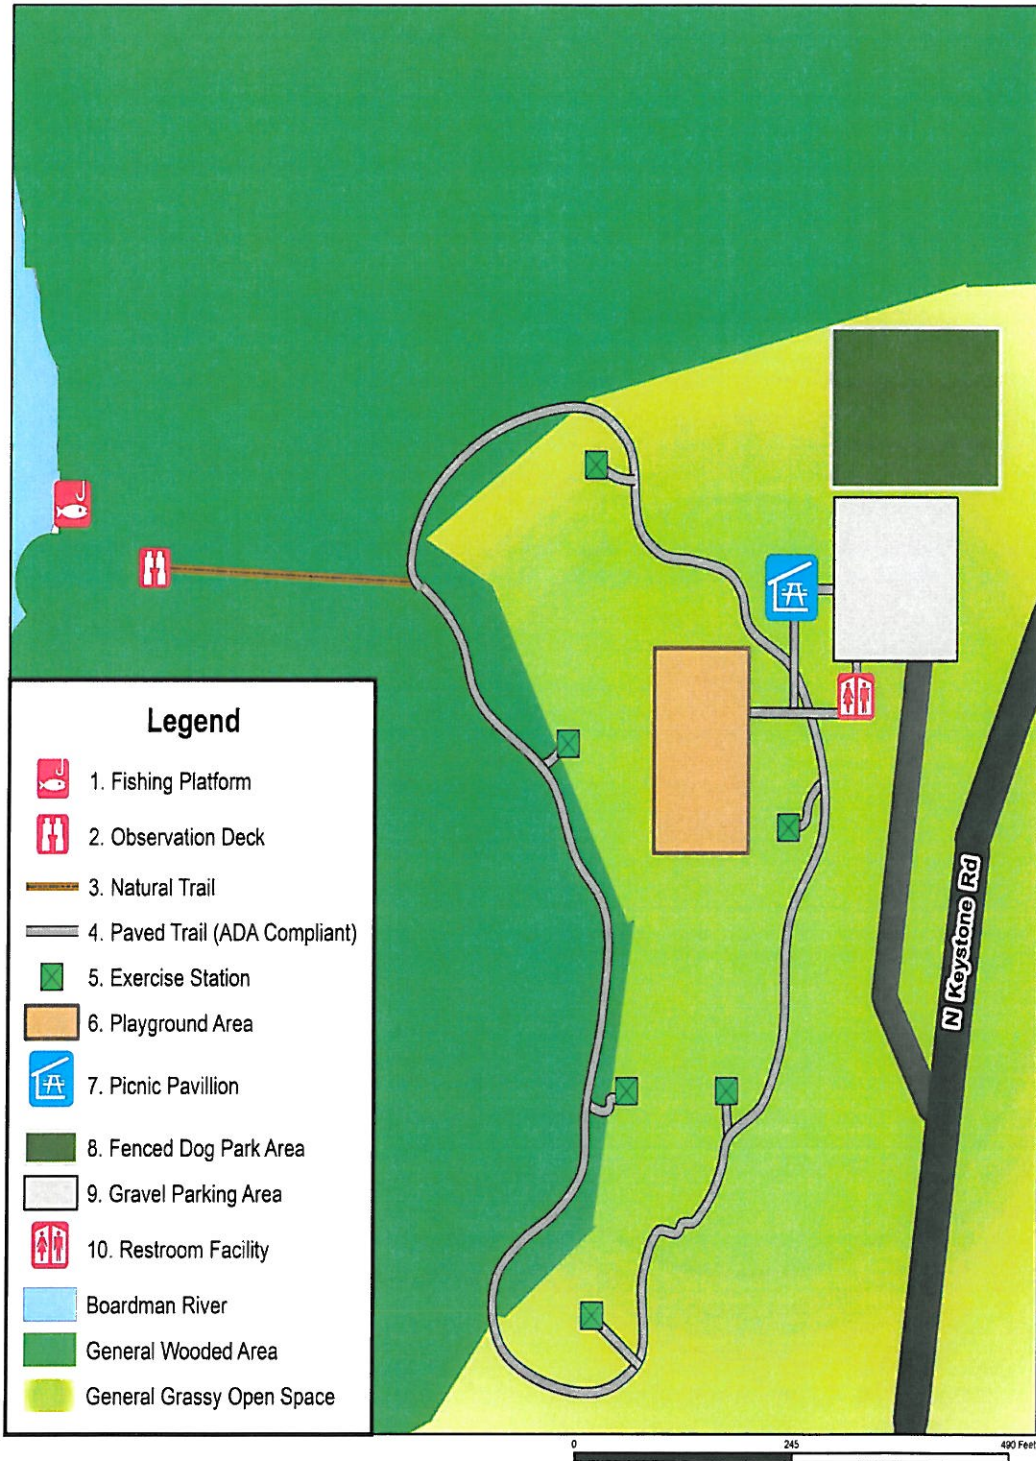 Legend
1. Fishing Platform
2. Observation Deck
3. Natural Trail
4. Paved Trail (ADA Compliant)
5. Exercise Station
6. Playground Area
7. Picnic Pavillion
8. Fenced Dog Park Area
9. Gravel Parking Area
10. Restroom Facility
Boardman River
General Wooded Area
General Grassy Open Space
N Keystone Rd
0 245 490 Feet